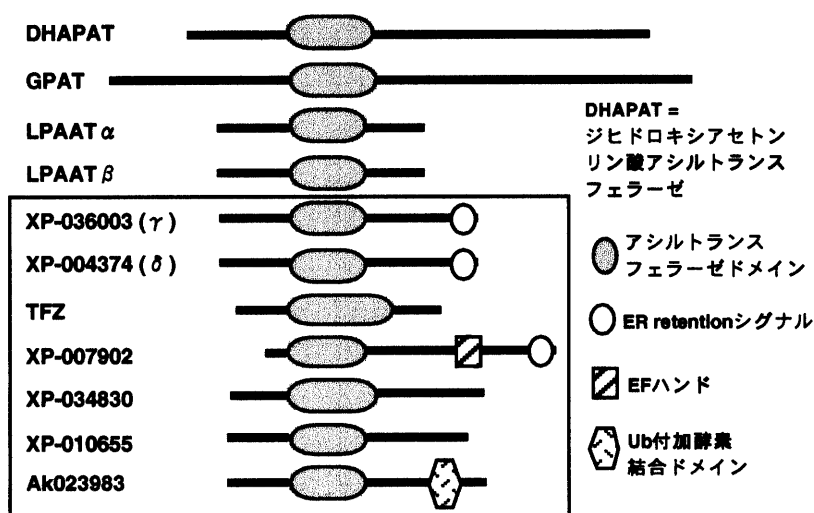 DHAPAT
GPAT
LPAATα
LPAATβ
XP-036003 (γ)
XP-004374 (δ)
TFZ
XP-007902
XP-034830
XP-010655
Ak023983
DHAPAT =
ジヒドロキシアセトン
リン酸アシルトランス
フェラーゼ
アシルトランス
フェラーゼドメイン
ER retentionシグナル
EFハンド
Ub付加酵素
結合ドメイン